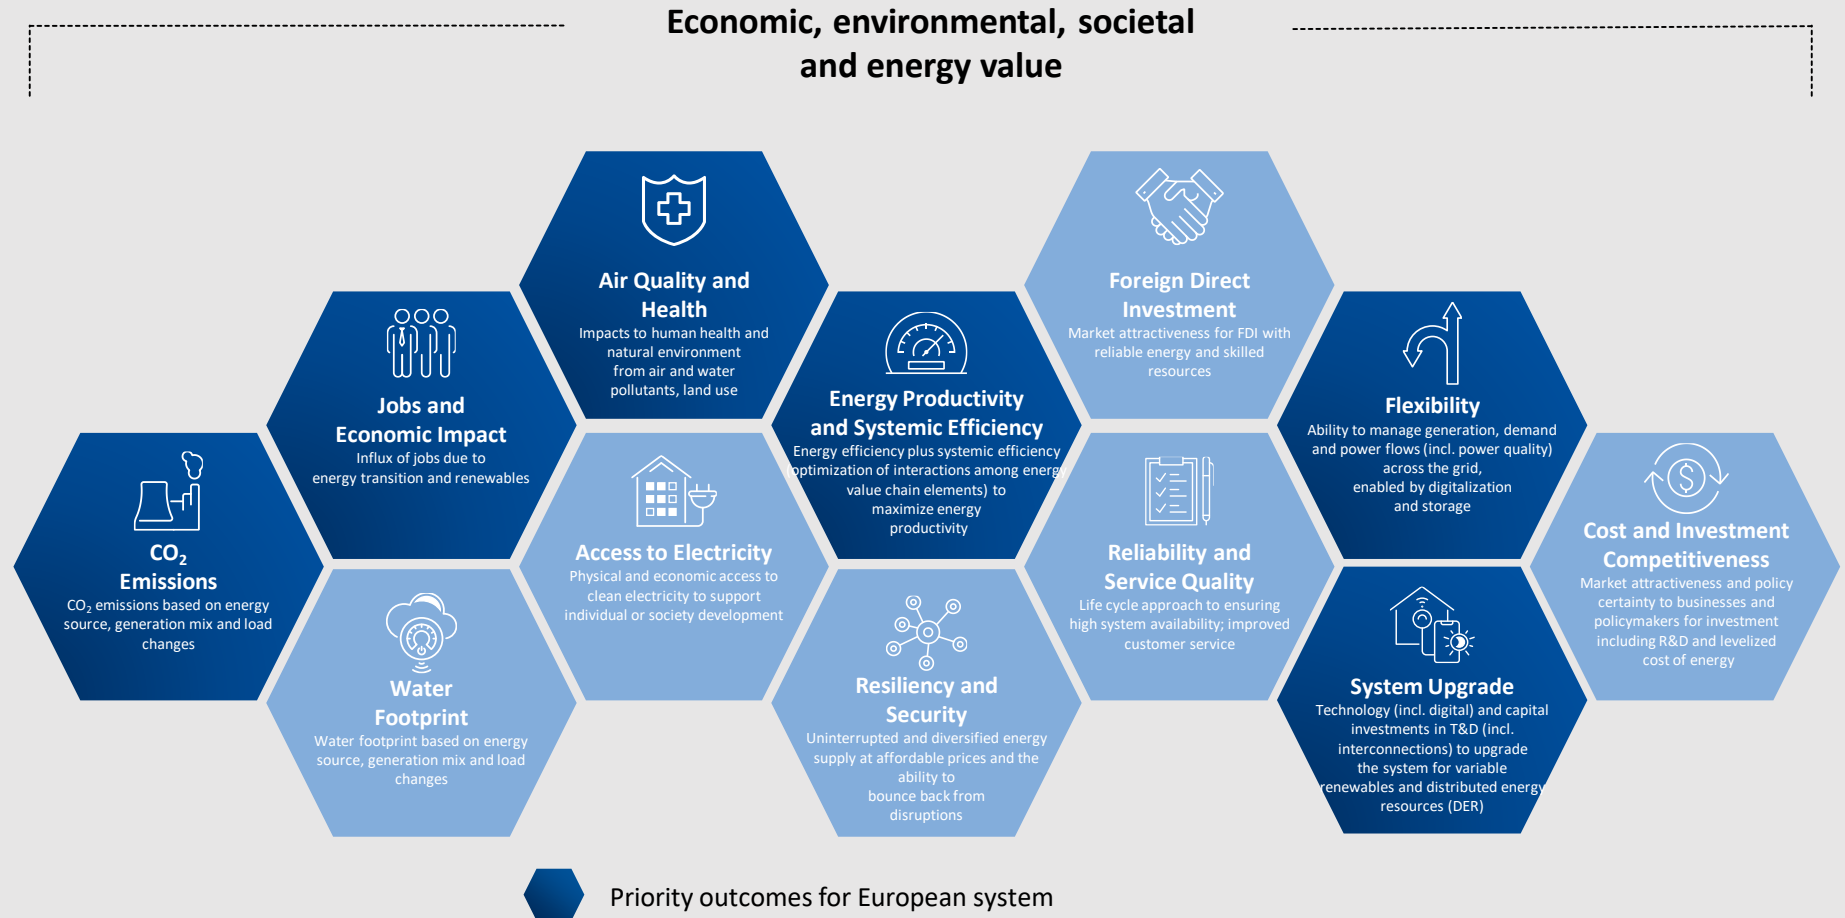 Economic, environmental, societal
and energy value
Air Quality and
Health
Impacts to human health and
natural environment
from air and water
pollutants, land use
Foreign Direct
Investment
Market attractiveness for FDI with
reliable energy and skilled
resources
Jobs and
Economic Impact
Influx of jobs due to
energy transition and renewables
Energy Productivity
and Systemic Efficiency
Energy efficiency plus systemic efficiency
(optimization of interactions among energy
value chain elements) to
maximize energy
productivity
Flexibility
Ability to manage generation, demand
and power flows (incl. power quality)
across the grid,
enabled by digitalization
and storage
CO₂
Emissions
CO₂ emissions based on energy
source, generation mix and load
changes
Access to Electricity
Physical and economic access to
clean electricity to support
individual or society development
Reliability and
Service Quality
Life cycle approach to ensuring
high system availability; improved
customer service
$
Cost and Investment
Competitiveness
Market attractiveness and policy
certainty to businesses and
policymakers for investment
including R&D and levelized
cost of energy
Water
Footprint
Water footprint based on energy
source, generation mix and load
changes
Resiliency and
Security
Uninterrupted and diversified energy
supply at affordable prices and the
ability to
bounce back from
disruptions
System Upgrade
Technology (incl. digital) and capital
investments in T&D (incl.
interconnections) to upgrade
the system for variable
renewables and distributed energy
resources (DER)
Priority outcomes for European system